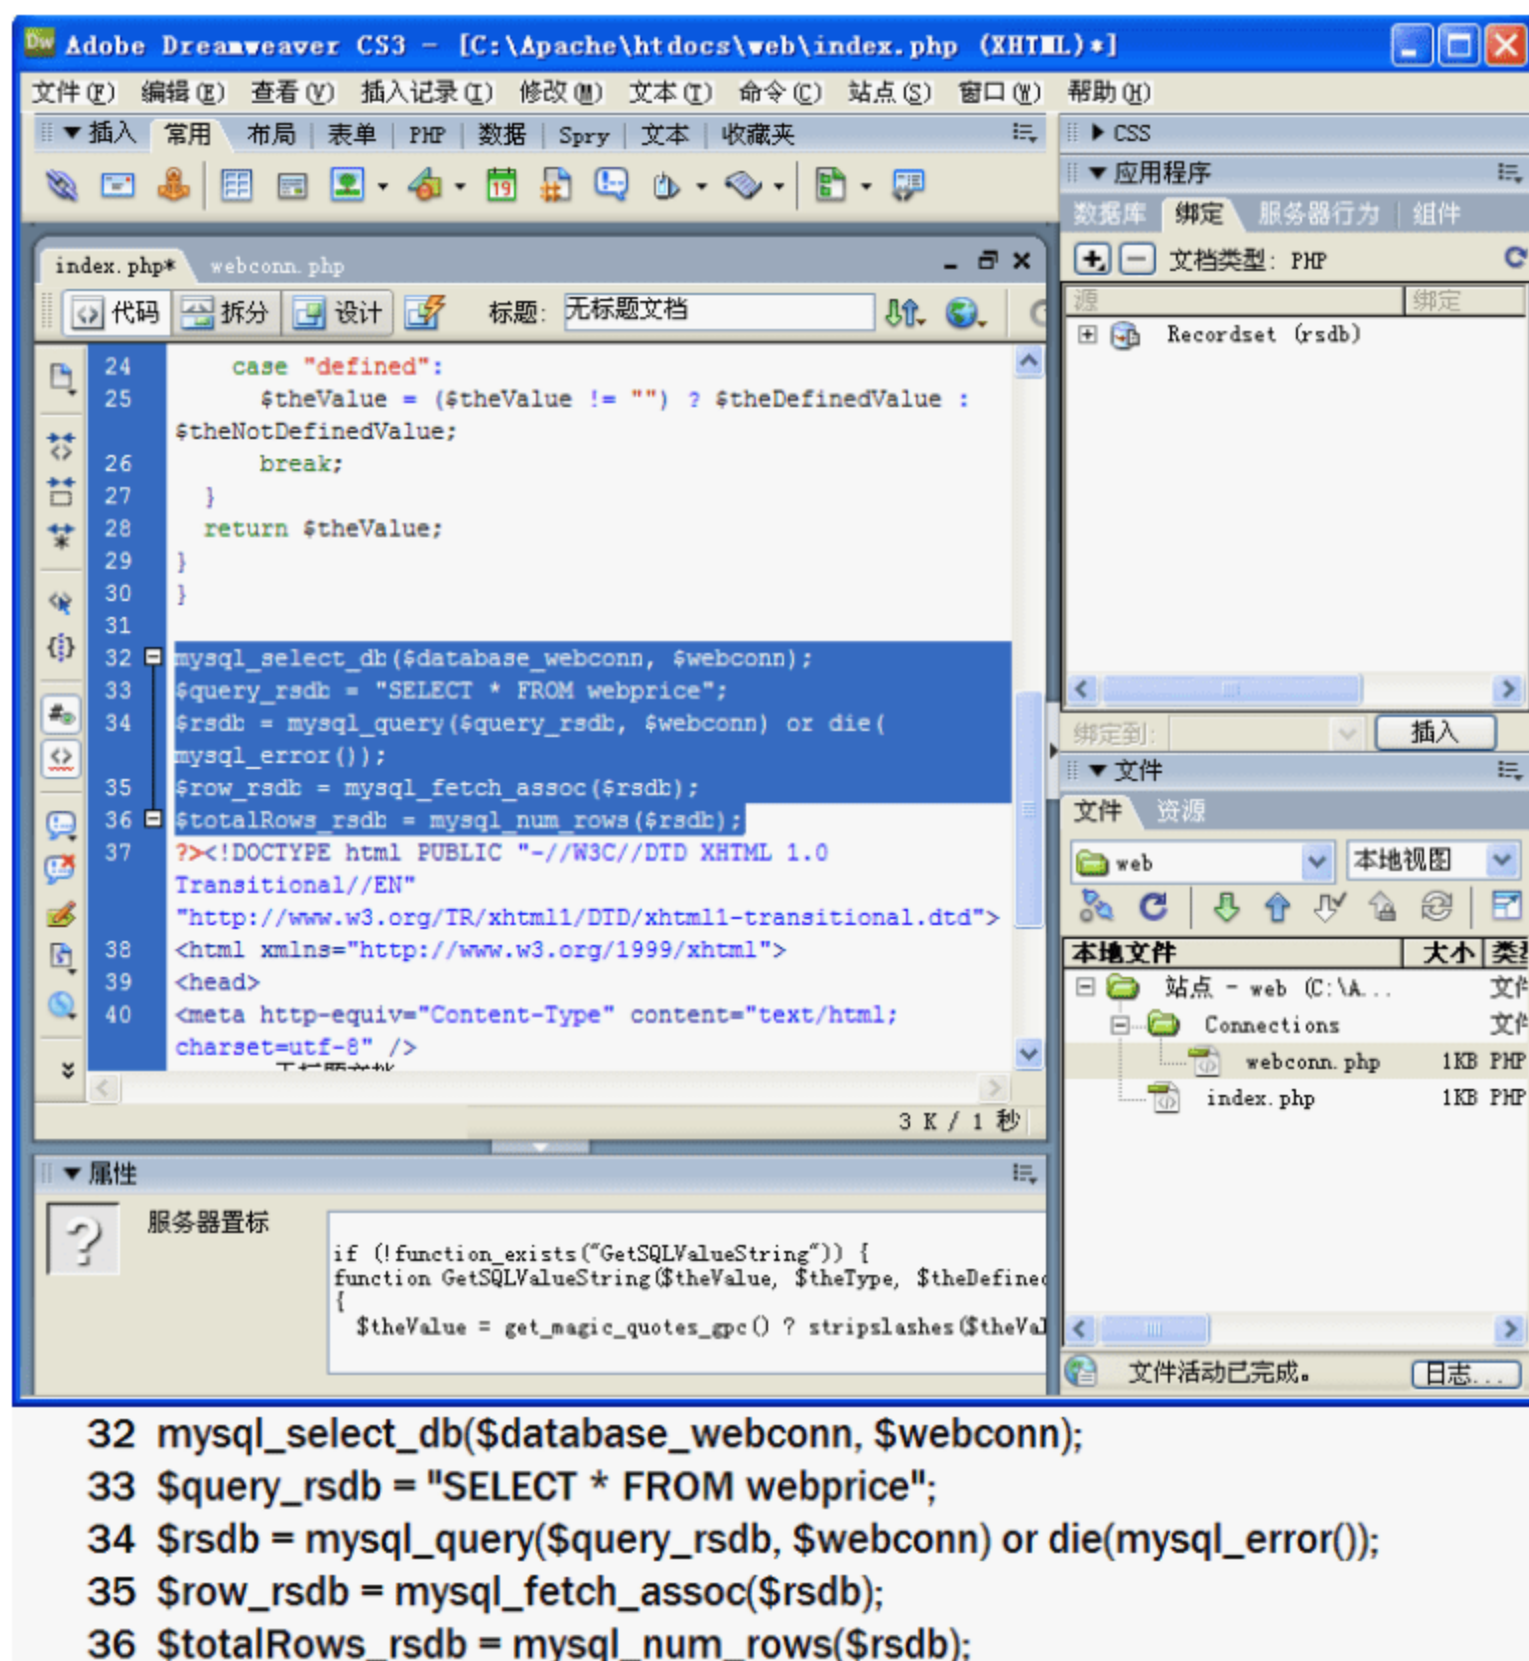 Dw Adobe Dreamweaver CS3 - [C:\Apache\htdocs\web\index.php (XHTML)*]
文件(F) 编辑(E) 查看(V) 插入记录(I) 修改(M) 文本(T) 命令(C) 站点(S) 窗口(W) 帮助(H)
▼插入 常用 布局 表单 PHP 数据 Spry 文本 收藏夹
19
index.php* webconn.php
代码 拆分 设计 标题: 无标题文档
24 case "defined":
25 $theValue = ($theValue != "") ? $theDefinedValue :
$theNotDefinedValue;
26 break;
27 }
28 return $theValue;
29 }
30 }
31
32 mysql_select_db($database_webconn, $webconn);
33 $query_rsdb = "SELECT * FROM webprice";
34 $rsdb = mysql_query($query_rsdb, $webconn) or die(
mysql_error());
35 $row_rsdb = mysql_fetch_assoc($rsdb);
36 $totalRows_rsdb = mysql_num_rows($rsdb);
37 ?><!DOCTYPE html PUBLIC "-//W3C//DTD XHTML 1.0
Transitional//EN"
"http://www.w3.org/TR/xhtml1/DTD/xhtml1-transitional.dtd">
38 <html xmlns="http://www.w3.org/1999/xhtml">
39 <head>
40 <meta http-equiv="Content-Type" content="text/html;
charset=utf-8" />
3 K / 1 秒
▼属性
服务器置标
if (!function_exists("GetSQLValueString")) {
function GetSQLValueString($theValue, $theType, $theDefined
{
$theValue = get_magic_quotes_gpc() ? stripslashes($theVal
CSS
▼应用程序
数据库 绑定 服务器行为 组件
文档类型: PHP
源 绑定
Recordset (rsdb)
绑定到: 插入
▼文件
文件 资源
web 本地视图
本地文件 大小 类型
站点 - web (C:\A... 文件
Connections 文件
webconn.php 1KB PHP
index.php 1KB PHP
文件活动已完成。 日志...
32 mysql_select_db($database_webconn, $webconn);
33 $query_rsdb = "SELECT * FROM webprice";
34 $rsdb = mysql_query($query_rsdb, $webconn) or die(mysql_error());
35 $row_rsdb = mysql_fetch_assoc($rsdb);
36 $totalRows_rsdb = mysql_num_rows($rsdb);